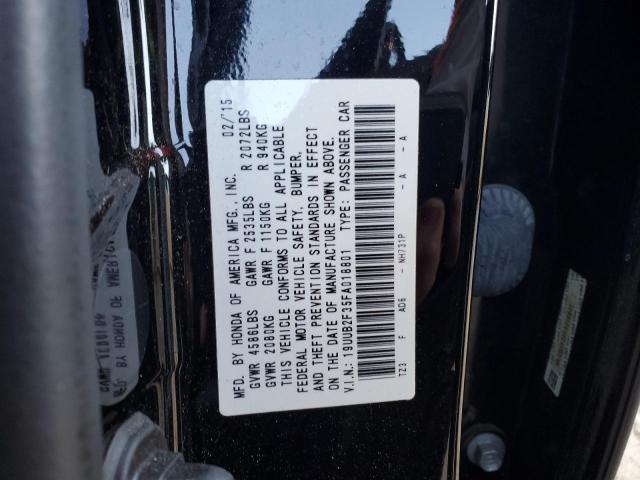 MFD. BY HONDA OF AMERICA MFG., INC. 02/'15
GVWR 4586LBS GAWR F 2535LBS R 2072LBS
GVWR 2080KG GAWR F 1150KG R 940KG
THIS VEHICLE CONFORMS TO ALL APPLICABLE
FEDERAL MOTOR VEHICLE SAFETY, BUMPER,
AND THEFT PREVENTION STANDARDS IN EFFECT
ON THE DATE OF MANUFACTURE SHOWN ABOVE.
V.I.N.: 19UUB2F35FA018801 TYPE: PASSENGER CAR
TZ3 F AD6 - NH731P - A - A